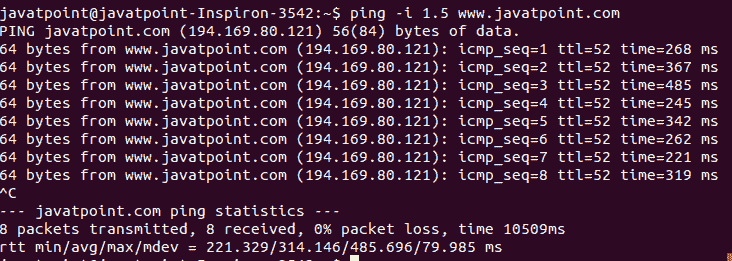 javatpoint@javatpoint-Inspiron-3542:~$ ping -i 1.5 www.javatpoint.com
PING javatpoint.com (194.169.80.121) 56(84) bytes of data.
64 bytes from www.javatpoint.com (194.169.80.121): icmp_seq=1 ttl=52 time=268 ms
64 bytes from www.javatpoint.com (194.169.80.121): icmp_seq=2 ttl=52 time=367 ms
64 bytes from www.javatpoint.com (194.169.80.121): icmp_seq=3 ttl=52 time=485 ms
64 bytes from www.javatpoint.com (194.169.80.121): icmp_seq=4 ttl=52 time=245 ms
64 bytes from www.javatpoint.com (194.169.80.121): icmp_seq=5 ttl=52 time=342 ms
64 bytes from www.javatpoint.com (194.169.80.121): icmp_seq=6 ttl=52 time=262 ms
64 bytes from www.javatpoint.com (194.169.80.121): icmp_seq=7 ttl=52 time=221 ms
64 bytes from www.javatpoint.com (194.169.80.121): icmp_seq=8 ttl=52 time=319 ms
^C
--- javatpoint.com ping statistics ---
8 packets transmitted, 8 received, 0% packet loss, time 10509ms
rtt min/avg/max/mdev = 221.329/314.146/485.696/79.985 ms